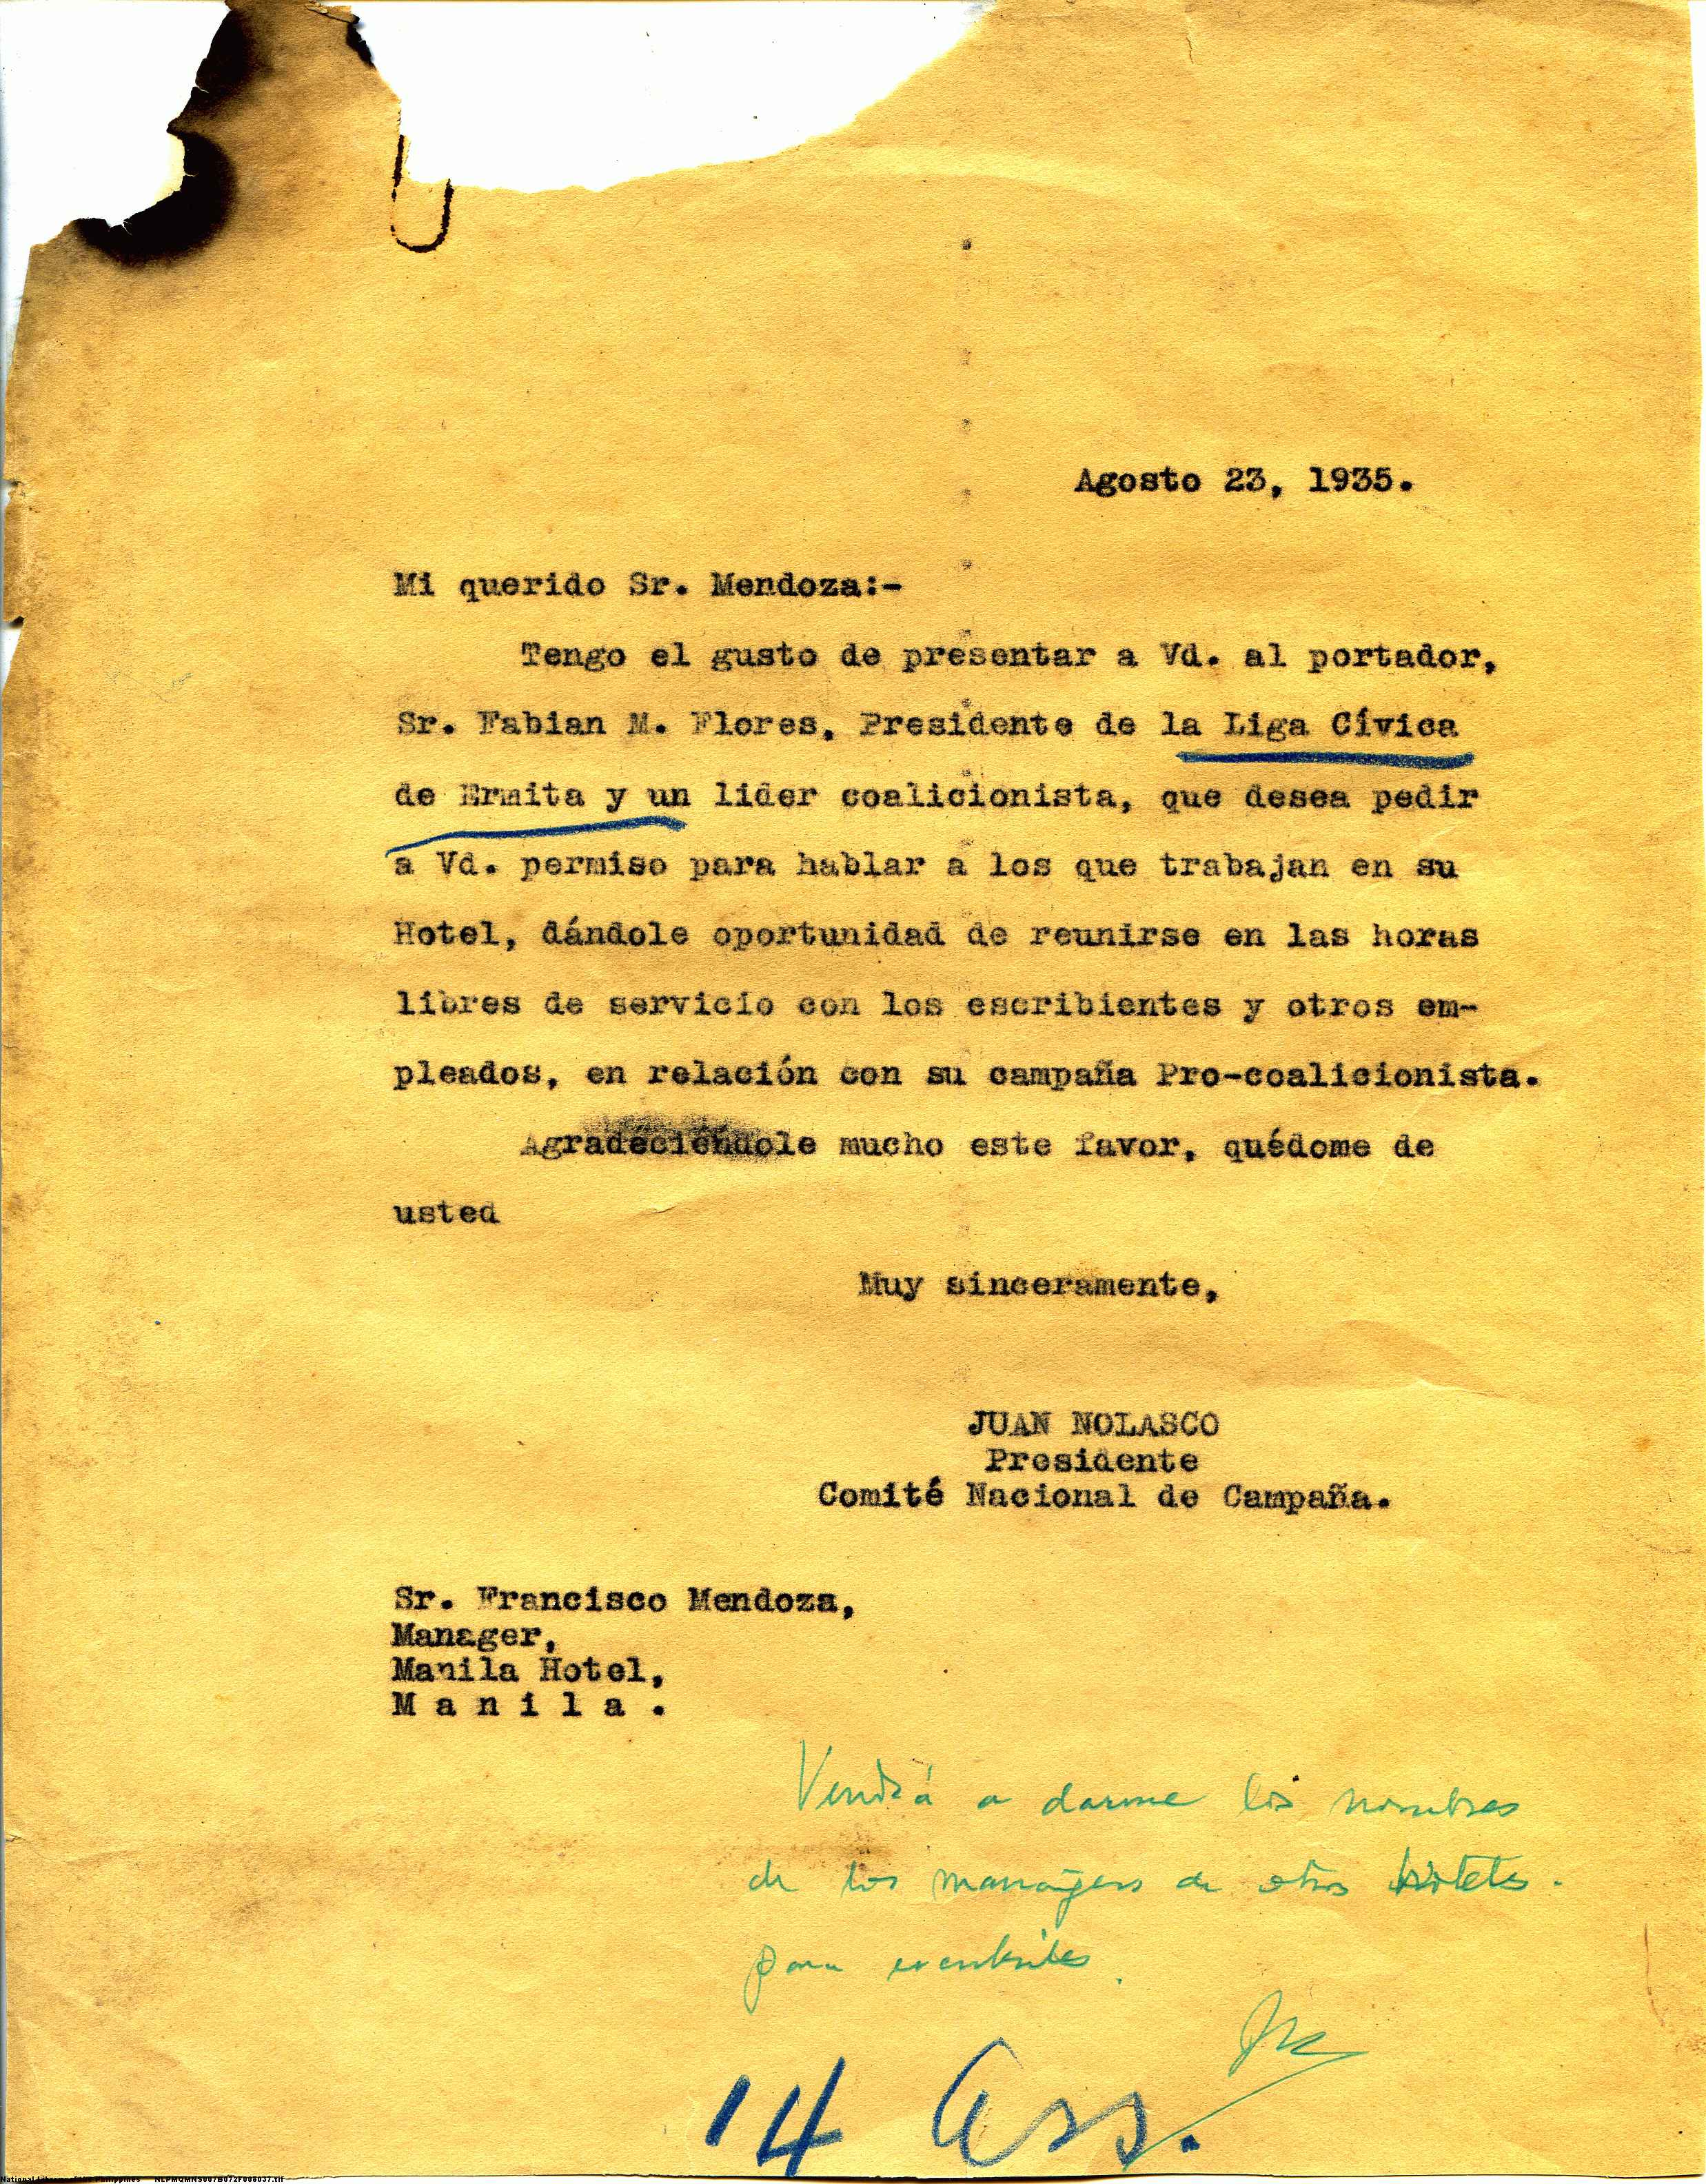 Agosto 23, 1935.
Mi querido Sr. Mendoza:-
Tengo el gusto de presentar a Vd. al portador,
Sr. Fabian M. Flores, Presidente de la Liga Cívica
de Ermita y un lider coalicionista, que desea pedir
a Vd. permiso para hablar a los que trabajan en su
Hotel, dándole oportunidad de reunirse en las horas
libres de servicio con los escribientes y otros em-
pleados, en relación con su campaña Pro-coalicionista.
Agradeciéndole mucho este favor, quédome de
usted
Muy sinceramente,
JUAN NOLASCO
Presidente
Comité Nacional de Campaña.
Sr. Francisco Mendoza,
Manager,
Manila Hotel,
M a n i l a .
Vendrá a darme los nombres
de los managers de otros hoteles.
para
14 Ass.